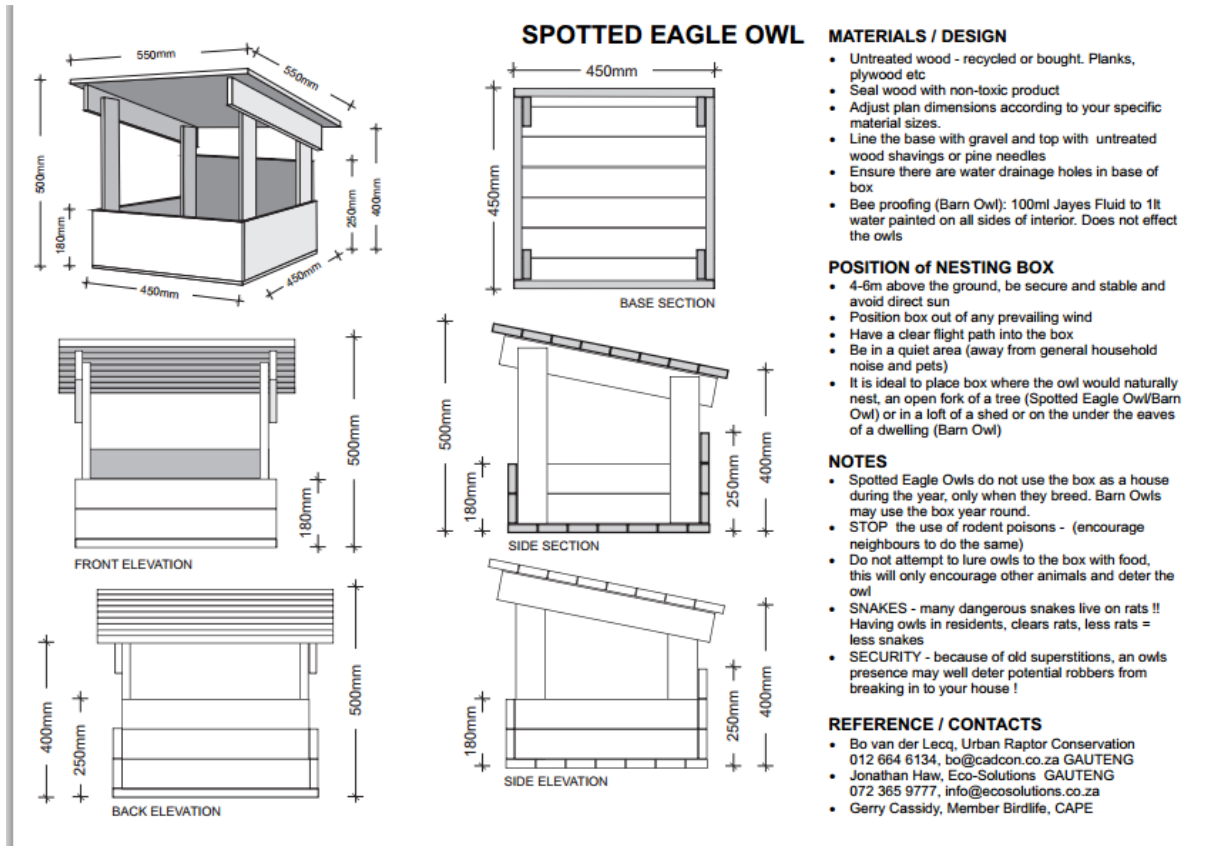 550mm
550mm
500mm
180mm
250mm
400mm
450mm
450mm
SPOTTED EAGLE OWL
450mm
450mm
BASE SECTION
500mm
180mm
FRONT ELEVATION
500mm
180mm
250mm
400mm
SIDE SECTION
400mm
250mm
500mm
BACK ELEVATION
180mm
250mm
400mm
SIDE ELEVATION
MATERIALS / DESIGN
• Untreated wood - recycled or bought. Planks,
plywood etc
• Seal wood with non-toxic product
• Adjust plan dimensions according to your specific
material sizes.
• Line the base with gravel and top with untreated
wood shavings or pine needles
• Ensure there are water drainage holes in base of
box
• Bee proofing (Barn Owl): 100ml Jayes Fluid to 1lt
water painted on all sides of interior. Does not effect
the owls
POSITION of NESTING BOX
• 4-6m above the ground, be secure and stable and
avoid direct sun
• Position box out of any prevailing wind
• Have a clear flight path into the box
• Be in a quiet area (away from general household
noise and pets)
• It is ideal to place box where the owl would naturally
nest, an open fork of a tree (Spotted Eagle Owl/Barn
Owl) or in a loft of a shed or on the under the eaves
of a dwelling (Barn Owl)
NOTES
• Spotted Eagle Owls do not use the box as a house
during the year, only when they breed. Barn Owls
may use the box year round.
• STOP the use of rodent poisons - (encourage
neighbours to do the same)
• Do not attempt to lure owls to the box with food,
this will only encourage other animals and deter the
owl
• SNAKES - many dangerous snakes live on rats !!
Having owls in residents, clears rats, less rats =
less snakes
• SECURITY - because of old superstitions, an owls
presence may well deter potential robbers from
breaking in to your house !
REFERENCE / CONTACTS
• Bo van der Lecq, Urban Raptor Conservation
012 664 6134, bo@cadcon.co.za GAUTENG
• Jonathan Haw, Eco-Solutions GAUTENG
072 365 9777, info@ecosolutions.co.za
• Gerry Cassidy, Member Birdlife, CAPE